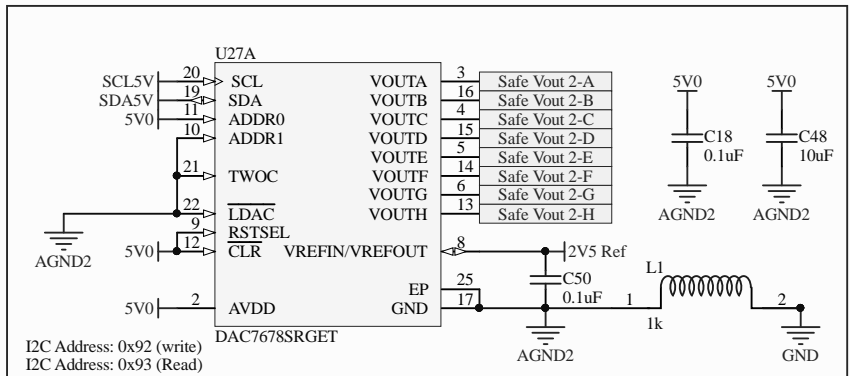 U27A
SCL5V 20 SCL VOUTA 3 Safe Vout 2-A
SDA5V 19 SDA VOUTB 16 Safe Vout 2-B
5V0 11 ADDR0 VOUTC 4 Safe Vout 2-C
10 ADDR1 VOUTD 15 Safe Vout 2-D
VOUTE 5 Safe Vout 2-E
21 TWOC VOUTF 14 Safe Vout 2-F
VOUTG 6 Safe Vout 2-G
22 LDAC VOUTH 13 Safe Vout 2-H
9 RSTSEL
5V0 12 CLR VREFIN/VREFOUT 8 2V5 Ref
AGND2
EP 25
5V0 2 AVDD GND 17
DAC7678SRGET
C50
0.1uF
AGND2
5V0
C18
0.1uF
AGND2
5V0
C48
10uF
AGND2
L1
1 2
1k
GND
I2C Address: 0x92 (write)
I2C Address: 0x93 (Read)